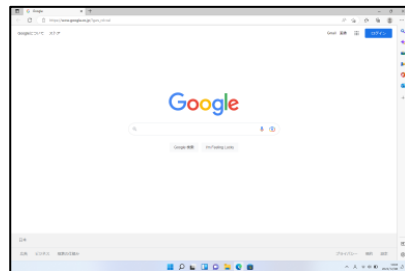 Google
https://www.google.co.jp/?gws_rd=ssl
Googleについて ストア
Gmail 画像
ログイン
Google
Google 検索 I'm Feeling Lucky
日本
広告 ビジネス 検索の仕組み
プライバシー 規約 設定